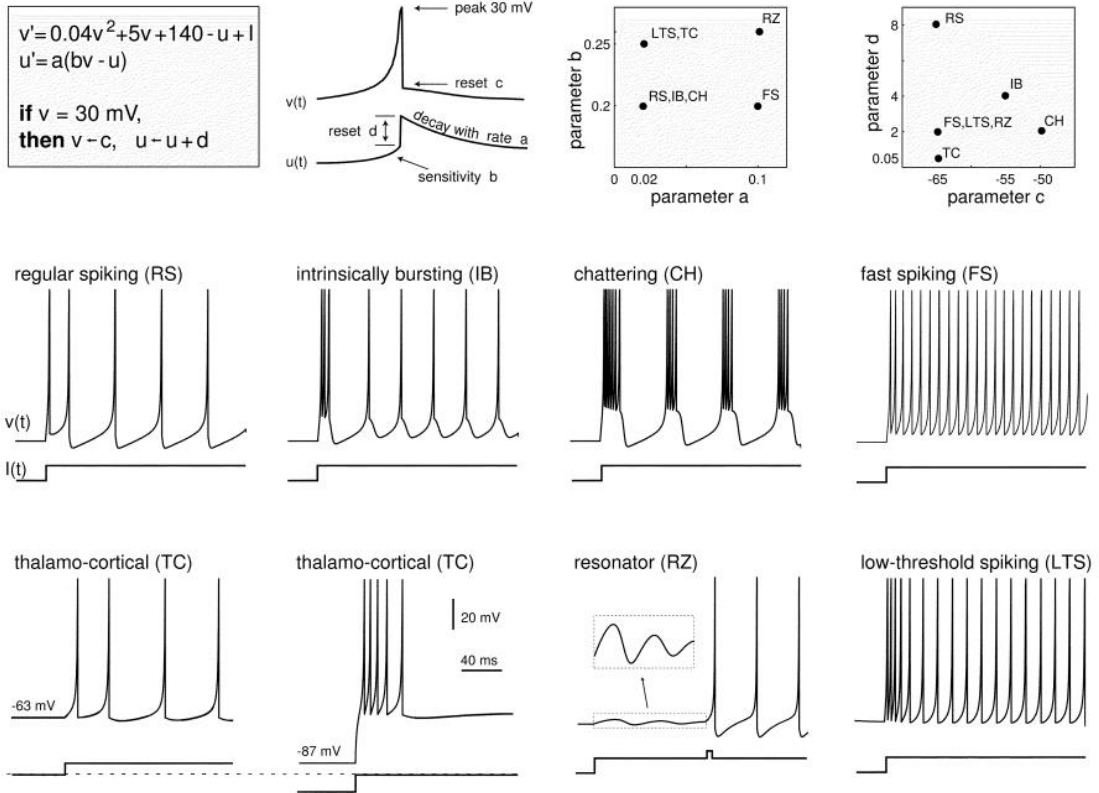 v'= 0.04v²+5v+140 - u + I
u'= a(bv - u)
if v = 30 mV,
then v←c, u←u + d
peak 30 mV
reset c
v(t)
reset d
decay with rate a
u(t)
sensitivity b
parameter b
0.25
0.2
LTS,TC
RZ
RS,IB,CH
FS
0
0.02
0.1
parameter a
parameter d
8
4
2
0.05
RS
IB
FS,LTS,RZ
CH
TC
-65
-55
-50
parameter c
regular spiking (RS)
intrinsically bursting (IB)
chattering (CH)
fast spiking (FS)
v(t)
I(t)
thalamo-cortical (TC)
thalamo-cortical (TC)
resonator (RZ)
low-threshold spiking (LTS)
20 mV
40 ms
-63 mV
-87 mV